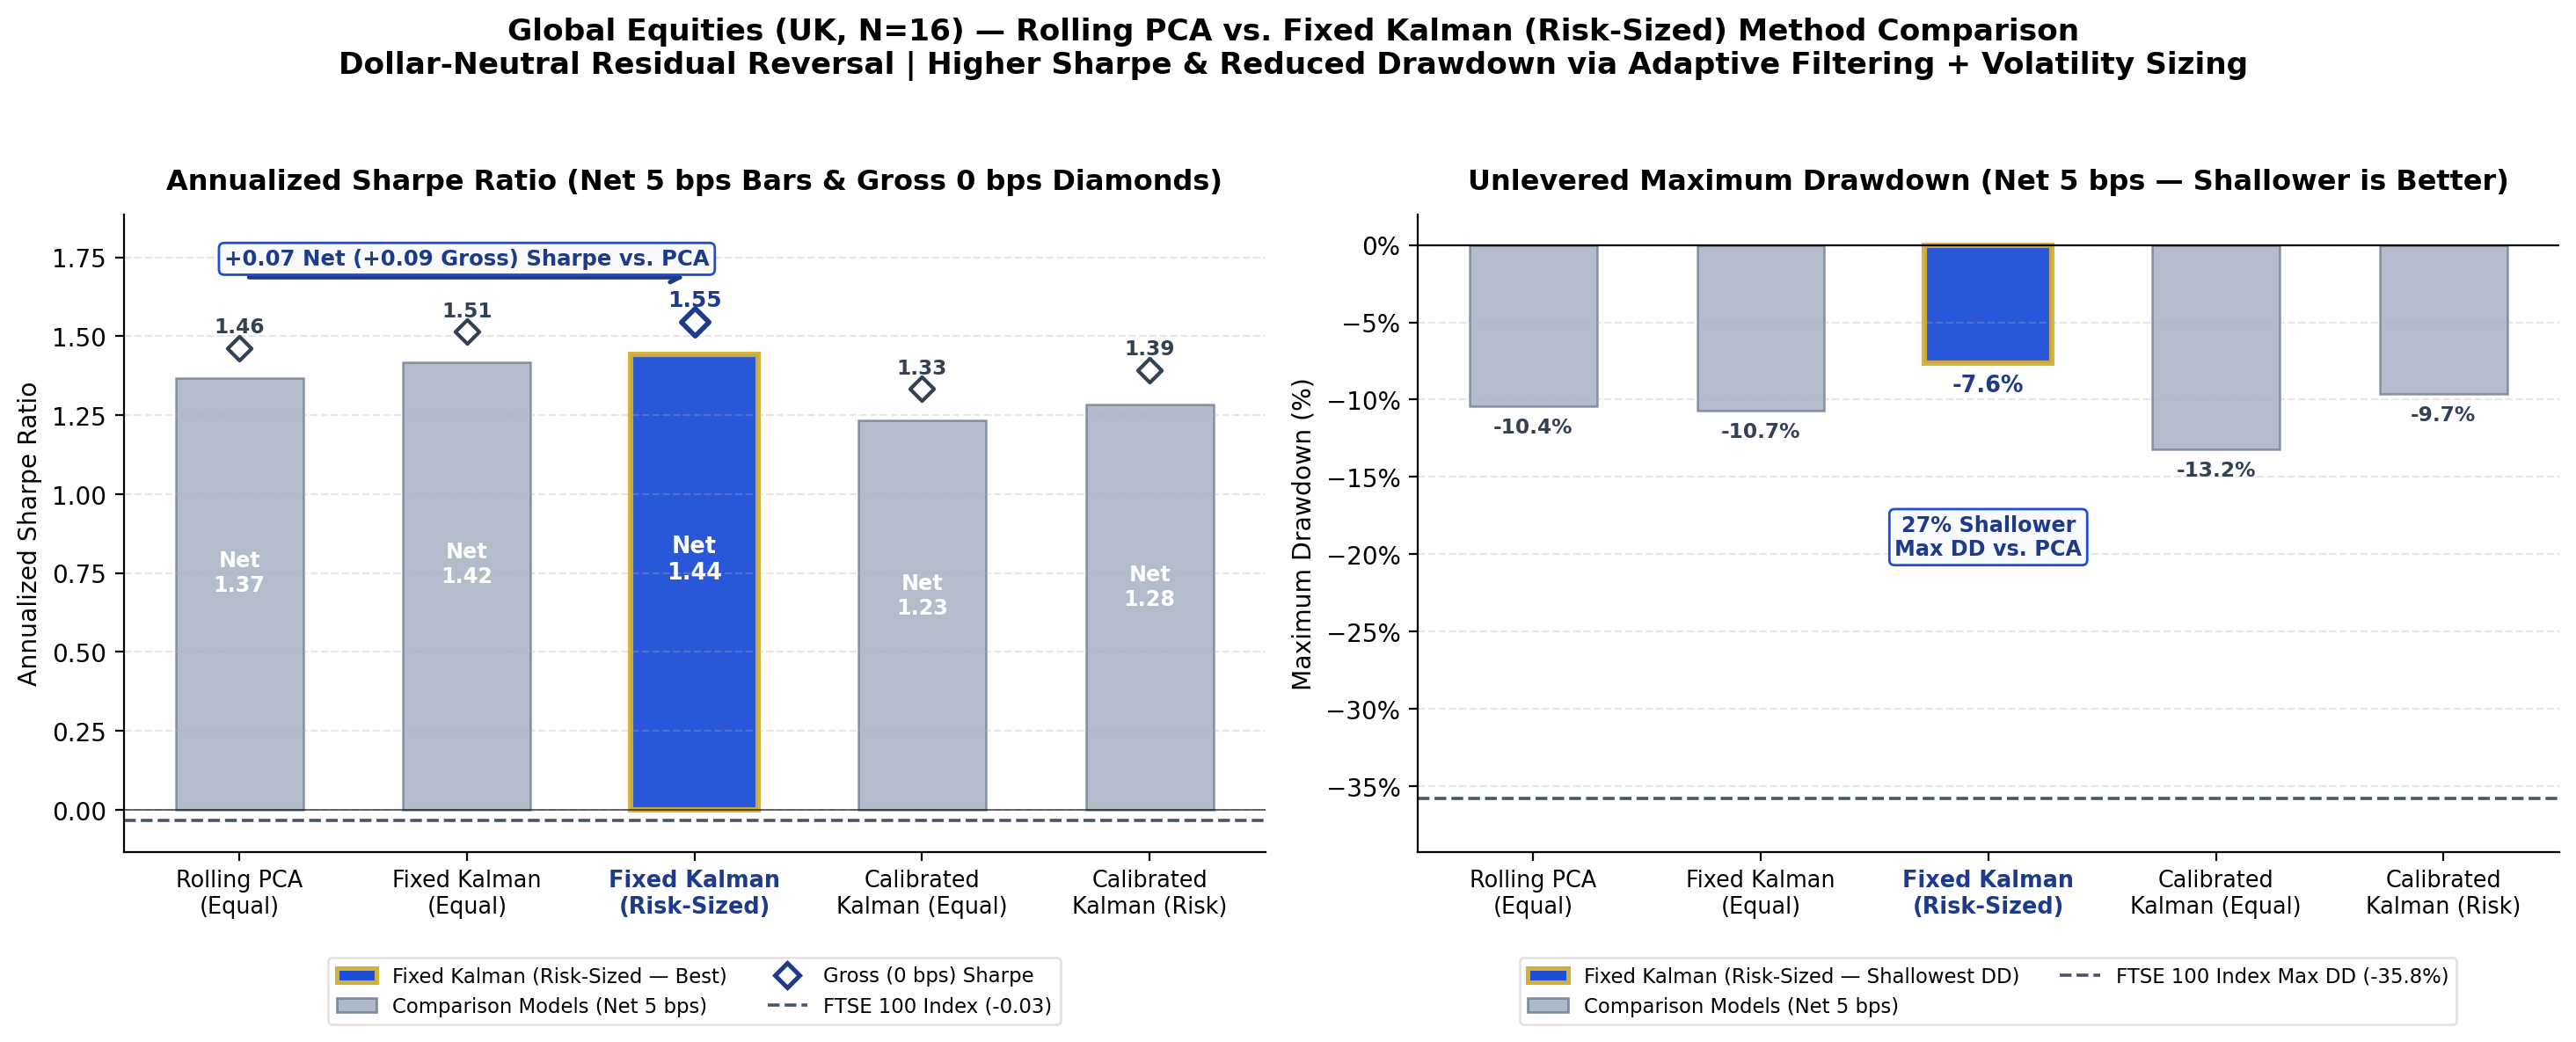 Global Equities (UK, N=16) — Rolling PCA vs. Fixed Kalman (Risk-Sized) Method Comparison
Dollar-Neutral Residual Reversal | Higher Sharpe & Reduced Drawdown via Adaptive Filtering + Volatility Sizing
Annualized Sharpe Ratio (Net 5 bps Bars & Gross 0 bps Diamonds)
Annualized Sharpe Ratio
1.75
1.50
1.25
1.00
0.75
0.50
0.25
0.00
+0.07 Net (+0.09 Gross) Sharpe vs. PCA
1.46
1.51
1.55
1.33
1.39
Net
1.37
Net
1.42
Net
1.44
Net
1.23
Net
1.28
Rolling PCA
(Equal)
Fixed Kalman
(Equal)
Fixed Kalman
(Risk-Sized)
Calibrated
Kalman (Equal)
Calibrated
Kalman (Risk)
Fixed Kalman (Risk-Sized — Best)
Comparison Models (Net 5 bps)
Gross (0 bps) Sharpe
FTSE 100 Index (-0.03)
Unlevered Maximum Drawdown (Net 5 bps — Shallower is Better)
Maximum Drawdown (%)
0%
−5%
−10%
−15%
−20%
−25%
−30%
−35%
-10.4%
-10.7%
-7.6%
-13.2%
-9.7%
27% Shallower
Max DD vs. PCA
Rolling PCA
(Equal)
Fixed Kalman
(Equal)
Fixed Kalman
(Risk-Sized)
Calibrated
Kalman (Equal)
Calibrated
Kalman (Risk)
Fixed Kalman (Risk-Sized — Shallowest DD)
Comparison Models (Net 5 bps)
FTSE 100 Index Max DD (-35.8%)